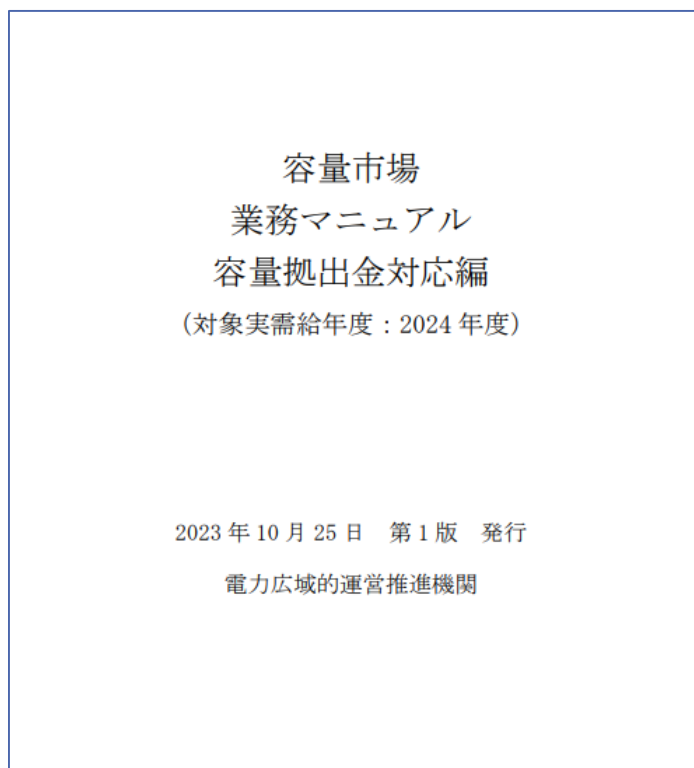 容量市場
業務マニュアル
容量拠出金対応編
（対象実需給年度：2024 年度）
2023 年 10 月 25 日　第 1 版　発行
電力広域的運営推進機関